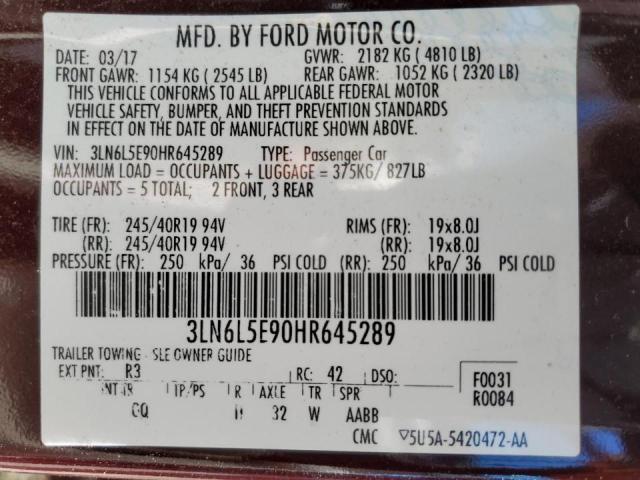 MFD. BY FORD MOTOR CO.
DATE: 03/17 GVWR: 2182 KG ( 4810 LB)
FRONT GAWR: 1154 KG ( 2545 LB) REAR GAWR: 1052 KG ( 2320 LB)
THIS VEHICLE CONFORMS TO ALL APPLICABLE FEDERAL MOTOR
VEHICLE SAFETY, BUMPER, AND THEFT PREVENTION STANDARDS
IN EFFECT ON THE DATE OF MANUFACTURE SHOWN ABOVE.
VIN: 3LN6L5E90HR645289 TYPE: Passenger Car
MAXIMUM LOAD = OCCUPANTS + LUGGAGE = 375KG/ 827LB
OCCUPANTS = 5 TOTAL; 2 FRONT, 3 REAR
TIRE (FR): 245/40R19 94V RIMS (FR): 19x8.0J
(RR): 245/40R19 94V (RR): 19x8.0J
PRESSURE (FR): 250 kPa/ 36 PSI COLD (RR): 250 kPa/ 36 PSI COLD
3LN6L5E90HR645289
TRAILER TOWING - SEE OWNER GUIDE
EXT PNT: R3 RC: 42 DSO: F0031
INT TR TP/PS R AXLE TR SPR R0084
CQ 32 W AABB
CMC ▽5U5A-5420472-AA